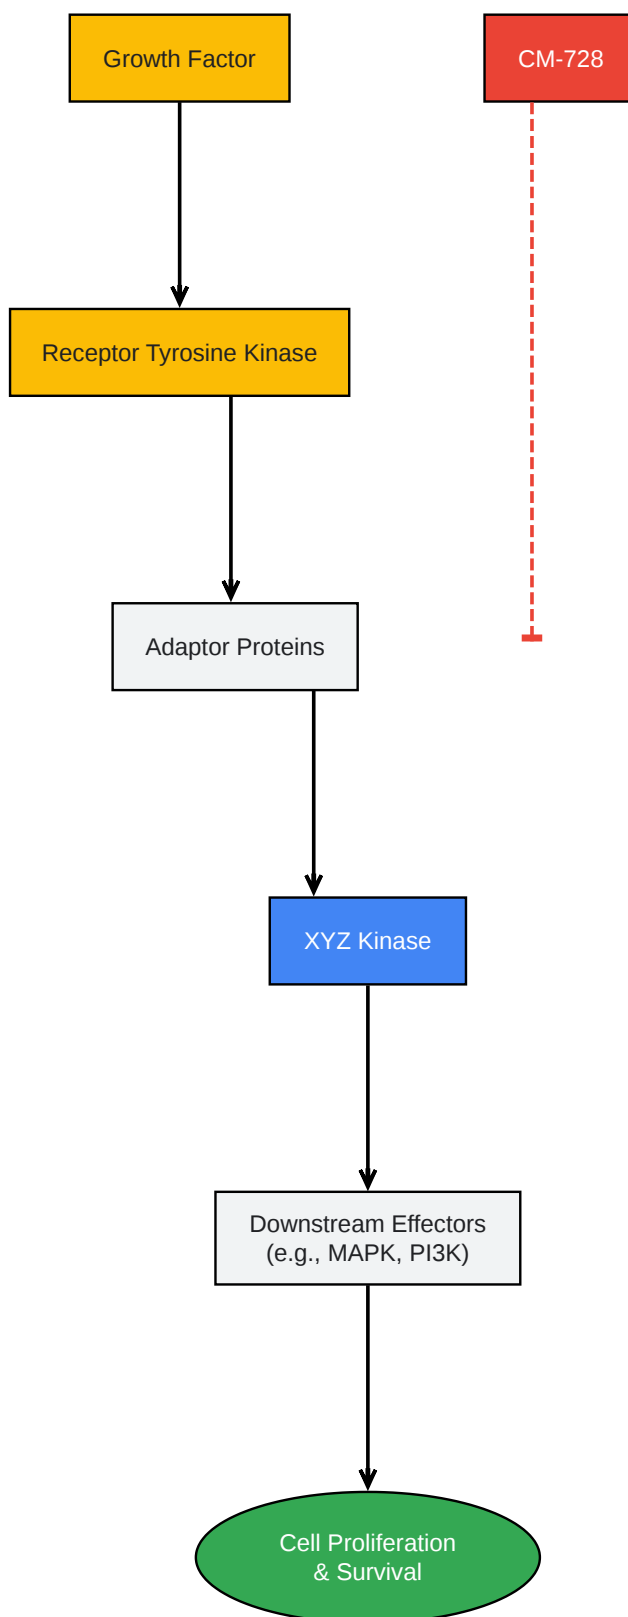 Growth Factor
CM-728
Receptor Tyrosine Kinase
Adaptor Proteins
XYZ Kinase
Downstream Effectors
(e.g., MAPK, PI3K)
Cell Proliferation
& Survival